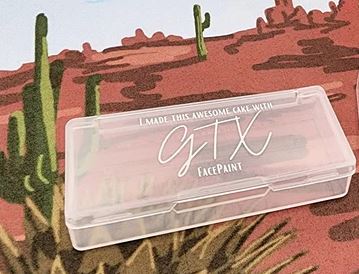 I MADE THIS AWESOME CAKE WITH
GTX
FACEPAINT